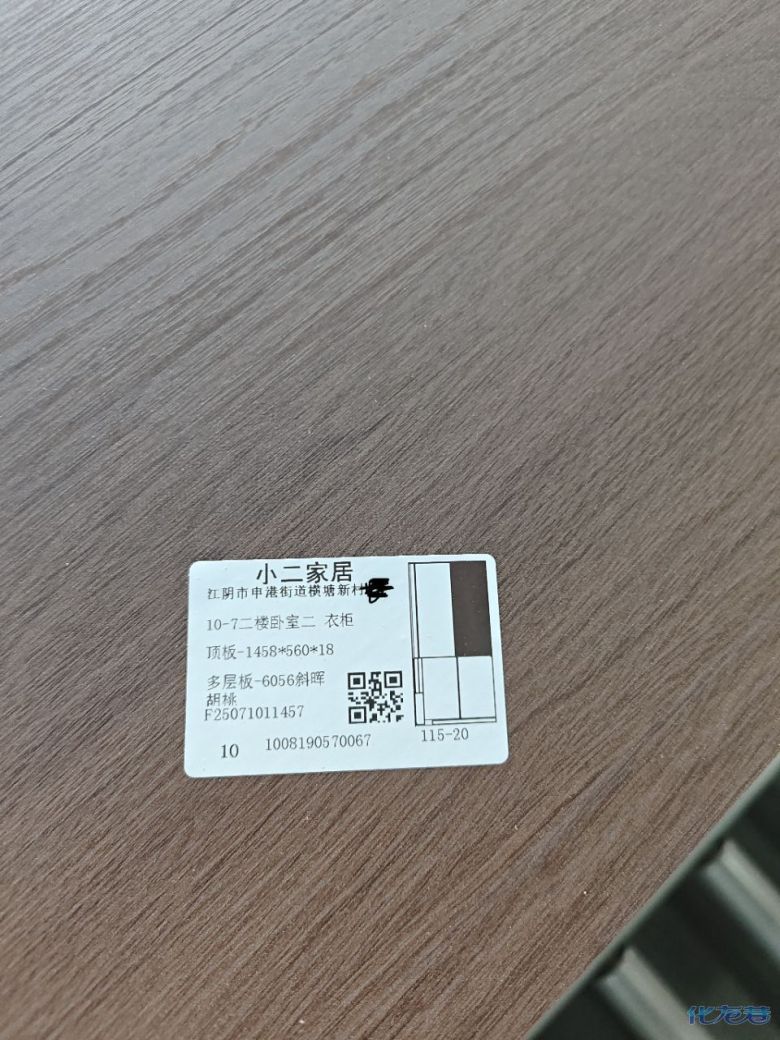 小二家居
江阴市申港街道横塘新村
10-7二楼卧室二 衣柜
顶板-1458*560*18
多层板-6056斜晖
胡桃
F25071011457
10 1008190570067
115-20
化龙巷